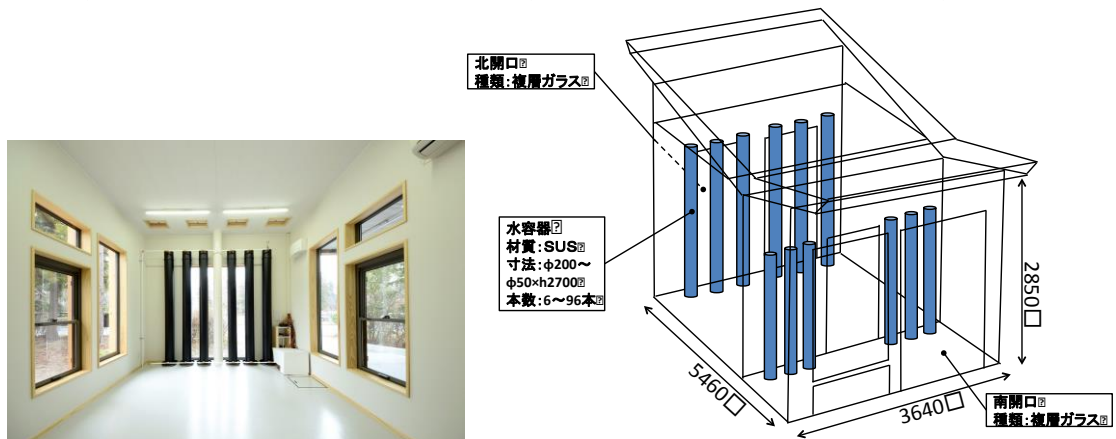 北開口
種類:複層ガラス
水容器
材質:SUS
寸法:φ200～
φ50×h2700
本数:6～96本
5460
3640
2850
南開口
種類:複層ガラス